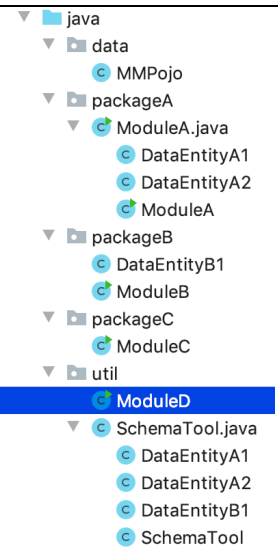 java
data
MMPojo
packageA
ModuleA.java
DataEntityA1
DataEntityA2
ModuleA
packageB
DataEntityB1
ModuleB
packageC
ModuleC
util
ModuleD
SchemaTool.java
DataEntityA1
DataEntityA2
DataEntityB1
SchemaTool